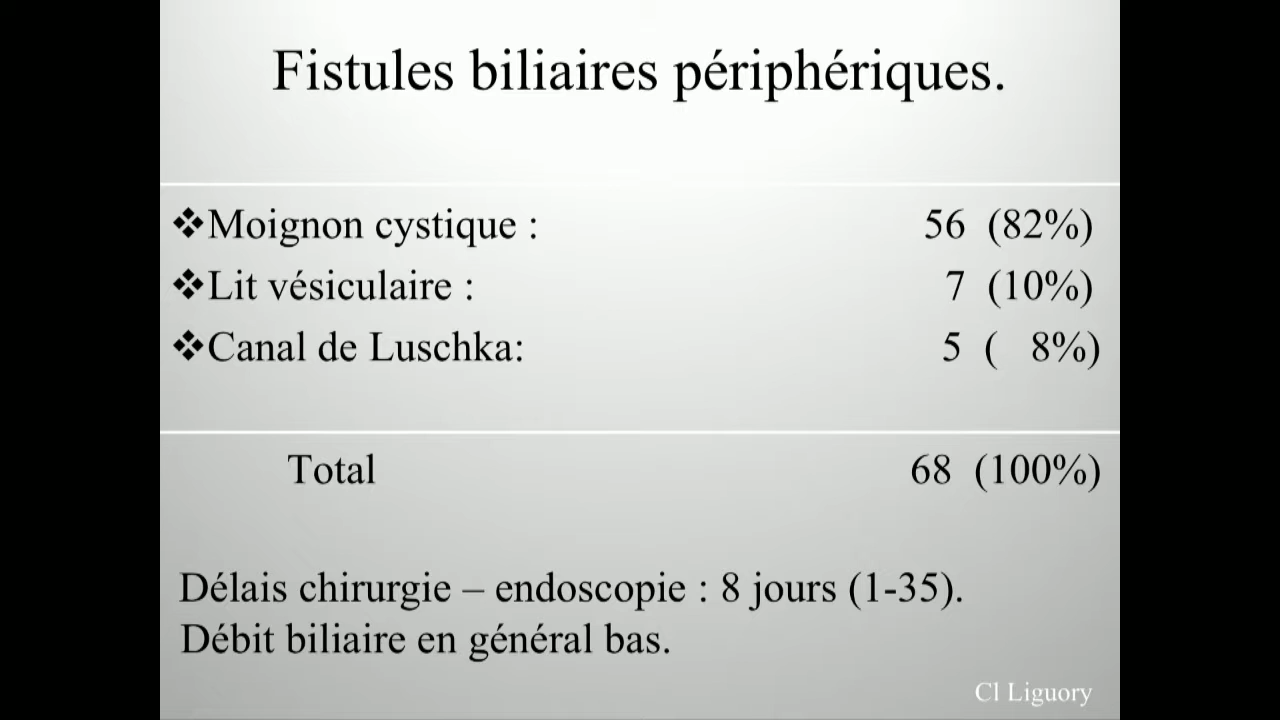 Fistules biliaires périphériques.
❖Moignon cystique : 56 (82%)
❖Lit vésiculaire : 7 (10%)
❖Canal de Luschka: 5 ( 8%)
Total 68 (100%)
Délais chirurgie – endoscopie : 8 jours (1-35).
Débit biliaire en général bas.
Cl Liguory